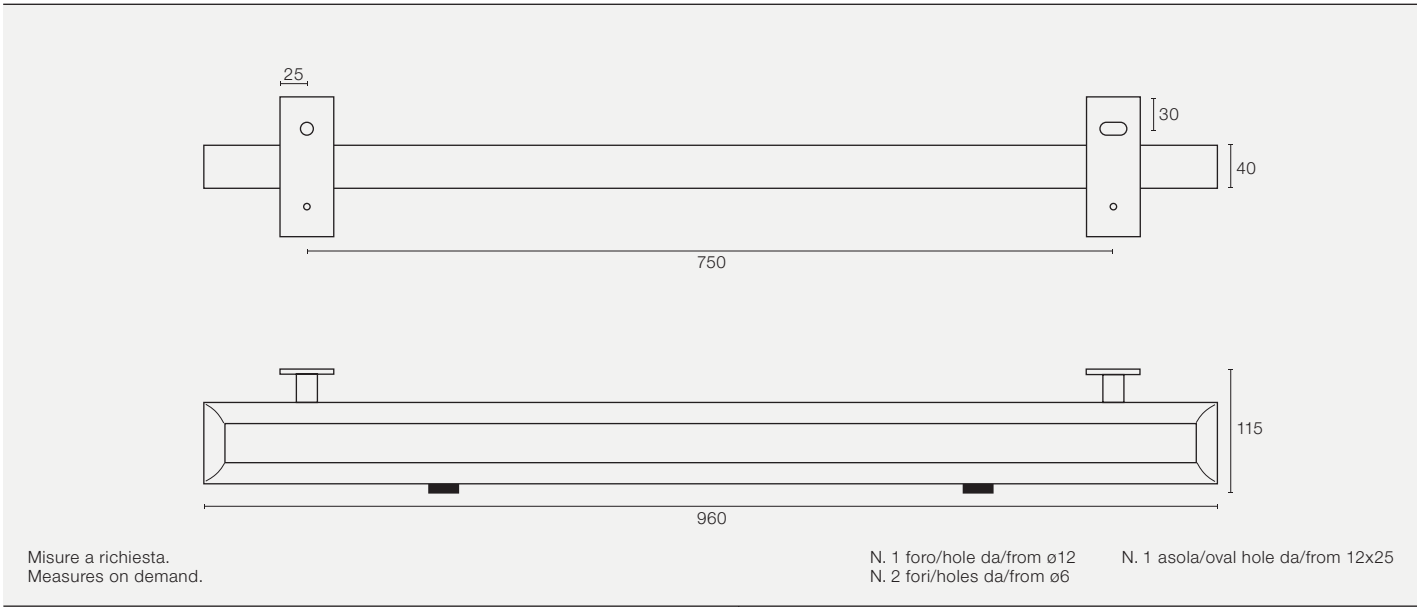 25
30
40
750
115
960
Misure a richiesta.
Measures on demand.
N. 1 foro/hole da/from ø12
N. 2 fori/holes da/from ø6
N. 1 asola/oval hole da/from 12x25